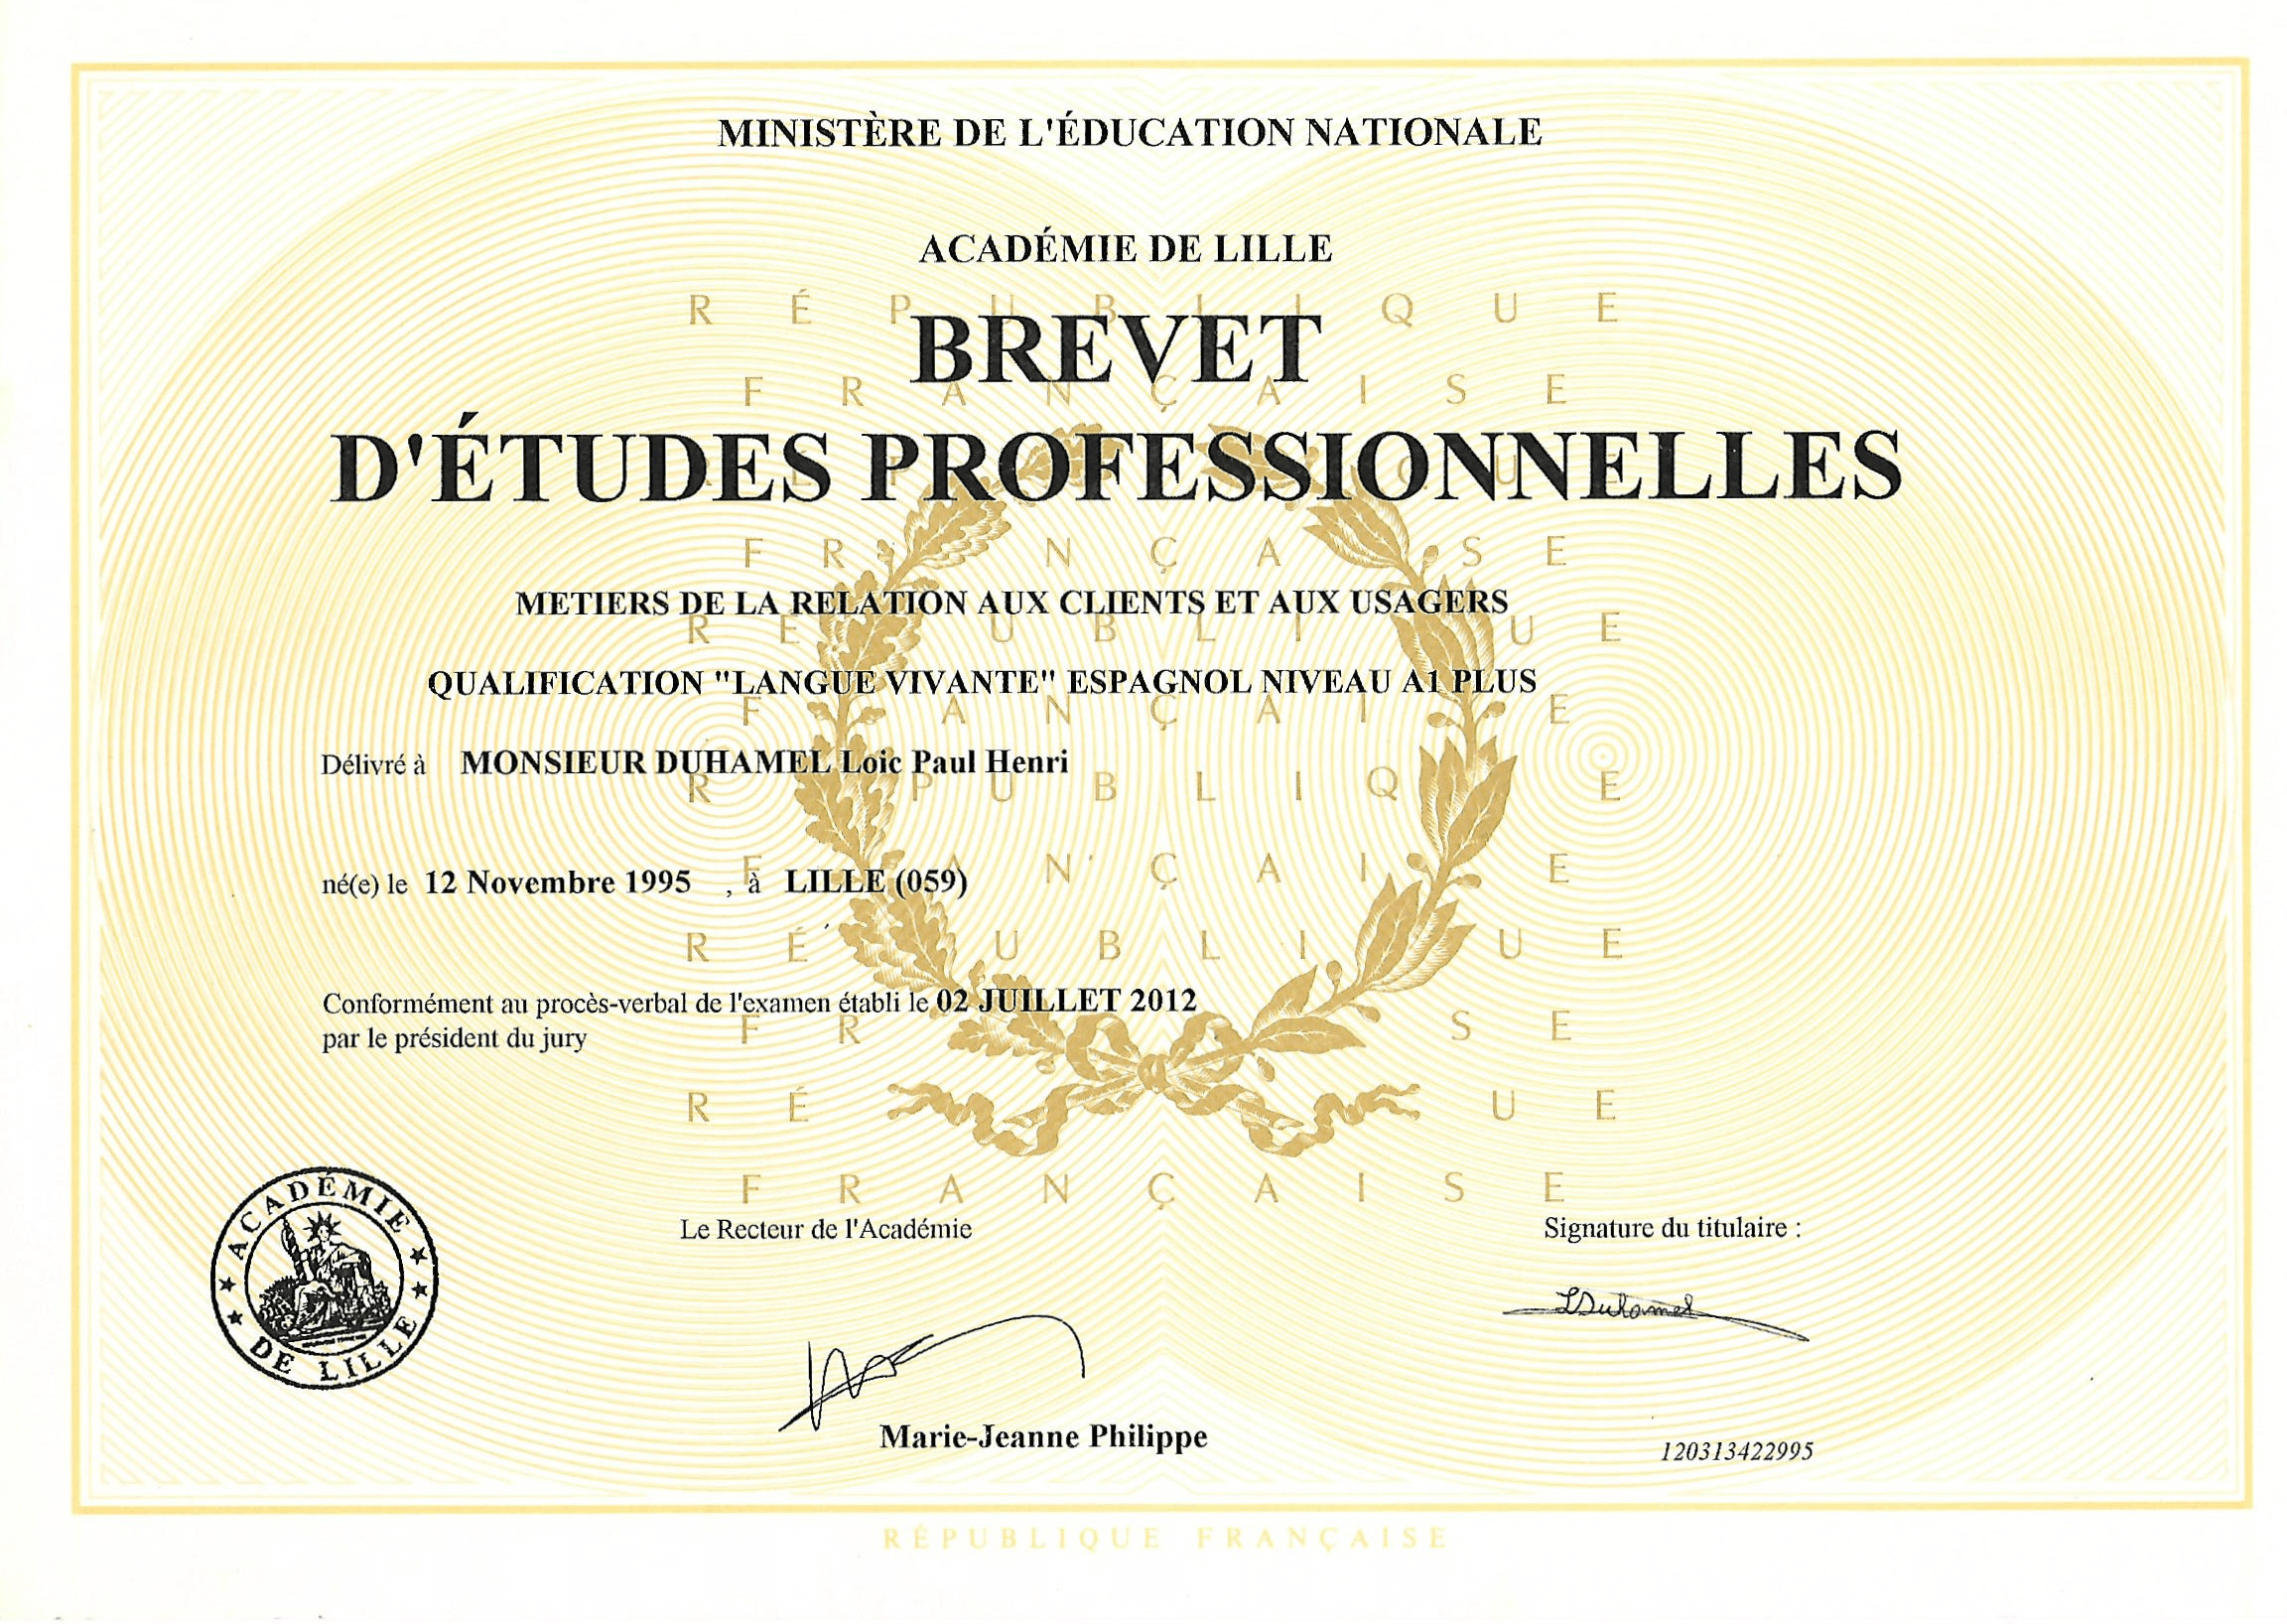 MINISTÈRE DE L'ÉDUCATION NATIONALE
ACADÉMIE DE LILLE
BREVET
D'ÉTUDES PROFESSIONNELLES
METIERS DE LA RELATION AUX CLIENTS ET AUX USAGERS
QUALIFICATION "LANGUE VIVANTE" ESPAGNOL NIVEAU A1 PLUS
Délivré à MONSIEUR DUHAMEL Loic Paul Henri
né(e) le 12 Novembre 1995 , à LILLE (059)
Conformément au procès-verbal de l'examen établi le 02 JUILLET 2012
par le président du jury
RÉPUBLIQUE
FRANÇAISE
ACADÉMIE
DE LILLE
Le Recteur de l'Académie
Signature du titulaire :
LDuhamel
Marie-Jeanne Philippe
120313422995
RÉPUBLIQUE FRANÇAISE